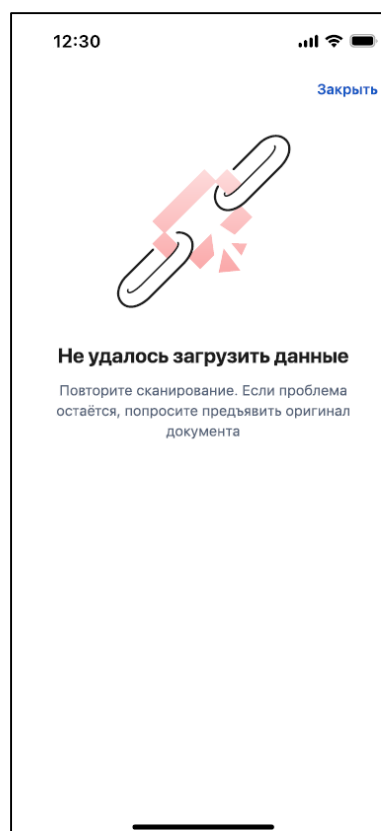 12:30
Закрыть
Не удалось загрузить данные
Повторите сканирование. Если проблема
остаётся, попросите предъявить оригинал
документа